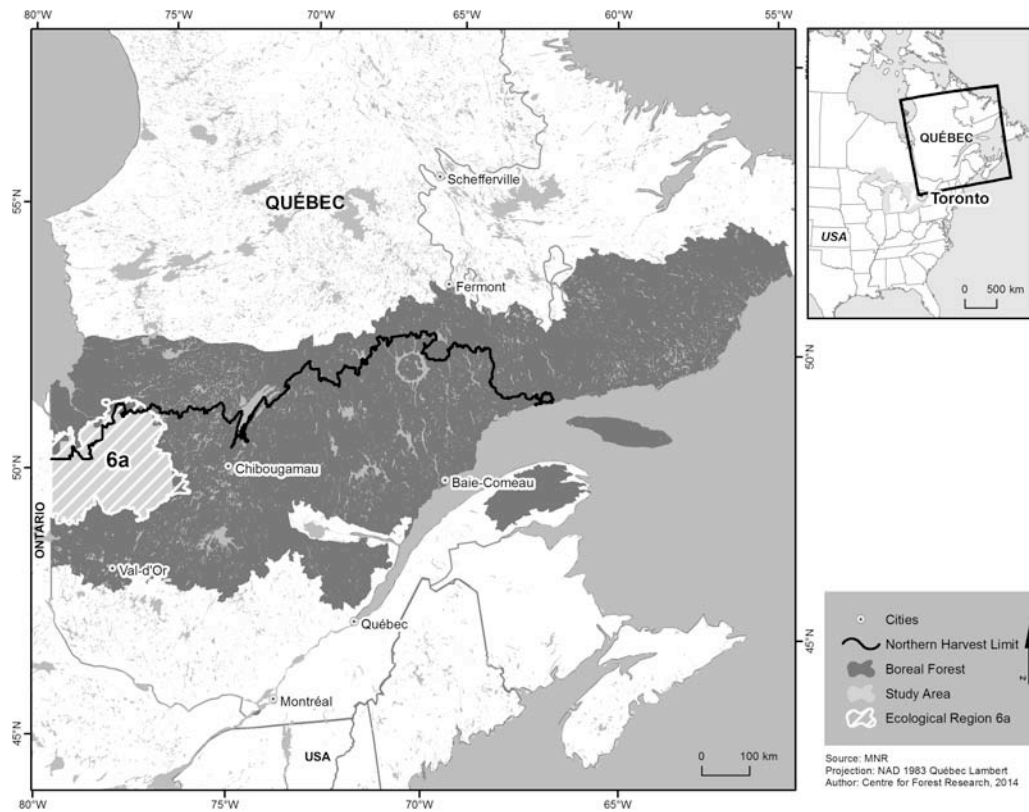 80°W 75°W 70°W 65°W 60°W 55°W
55°N
50°N
45°N
50°N
45°N
75°W 70°W 65°W
QUÉBEC
Schefferville
Fermont
6a
Chibougamau
Baie-Comeau
ONTARIO
Val-d'Or
Québec
Montréal
USA
0 100 km
QUÉBEC
Toronto
USA
0 500 km
Cities
Northern Harvest Limit
Boreal Forest
Study Area
Ecological Region 6a
z
Source: MNR
Projection: NAD 1983 Québec Lambert
Author: Centre for Forest Research, 2014